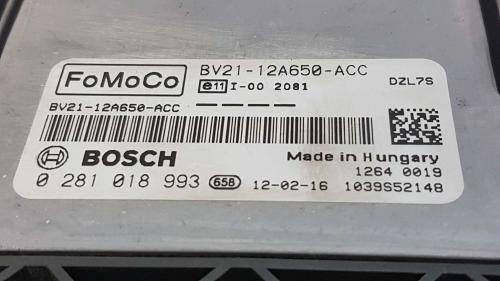 FoMoCo BV21-12A650-ACC
e11 I-00 2081 DZL7S
BV21-12A650-ACC
BOSCH Made in Hungary
1264 0019
0 281 018 993 658 12-02-16 1039S52148